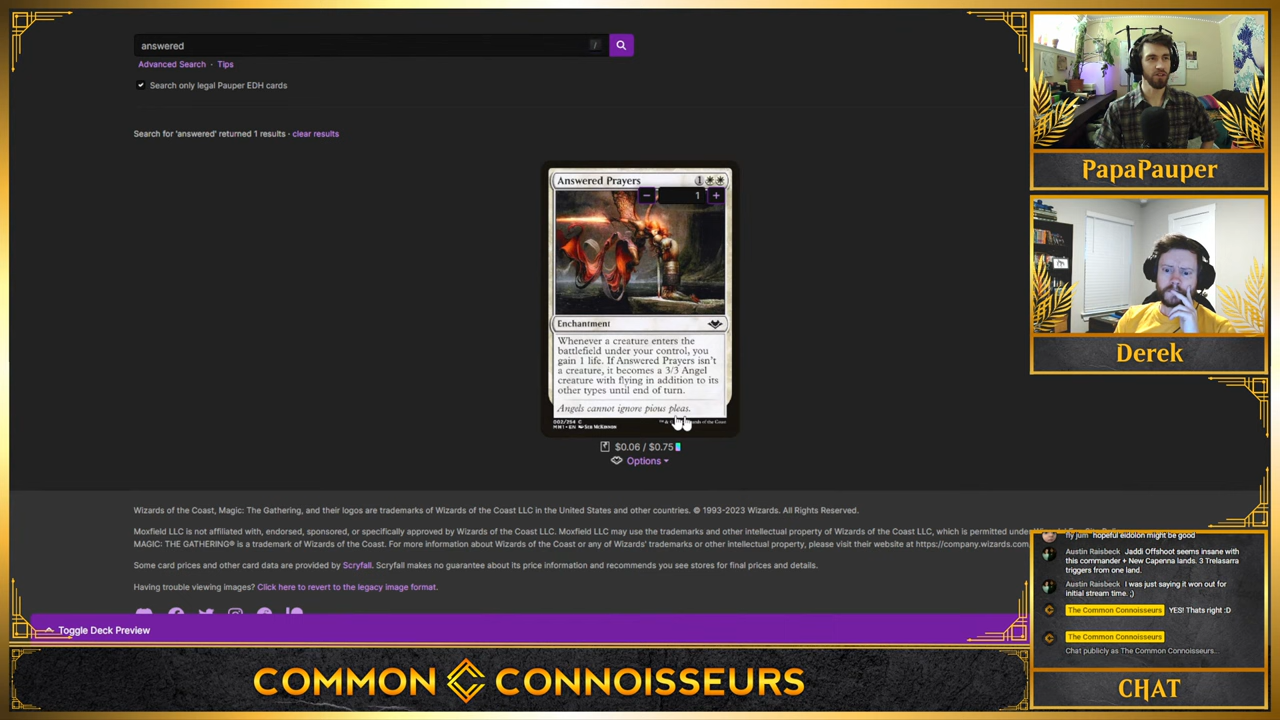 answered
/
Advanced Search · Tips
Search only legal Pauper EDH cards
Search for 'answered' returned 1 results · clear results
Answered Prayers 1
− 1 +
Enchantment
Whenever a creature enters the
battlefield under your control, you
gain 1 life. If Answered Prayers isn't
a creature, it becomes a 3/3 Angel
creature with flying in addition to its
other types until end of turn.
Angels cannot ignore pious pleas.
002/254 C
MH1 • EN
$0.06 / $0.75
Options
Wizards of the Coast, Magic: The Gathering, and their logos are trademarks of Wizards of the Coast LLC in the United States and other countries. © 1993-2023 Wizards. All Rights Reserved.
Moxfield LLC is not affiliated with, endorsed, sponsored, or specifically approved by Wizards of the Coast LLC. Moxfield LLC may use the trademarks and other intellectual property of Wizards of the Coast LLC, which is permitted under
MAGIC: THE GATHERING® is a trademark of Wizards of the Coast. For more information about Wizards of the Coast or any of Wizards' trademarks or other intellectual property, please visit their website at https://company.wizards.com
Some card prices and other card data are provided by Scryfall. Scryfall makes no guarantee about its price information and recommends you see stores for final prices and details.
Having trouble viewing images? Click here to revert to the legacy image format.
Toggle Deck Preview
COMMON CONNOISSEURS
PapaPauper
Derek
hopeful eidolon might be good
Austin Raisbeck Jaddi Offshoot seems insane with
this commander + New Capenna lands. 3 Trelasarra
triggers from one land.
Austin Raisbeck I was just saying it won out for
initial stream time. ;)
The Common Connoisseurs YES! Thats right :D
The Common Connoisseurs
Chat publicly as The Common Connoisseurs...
CHAT